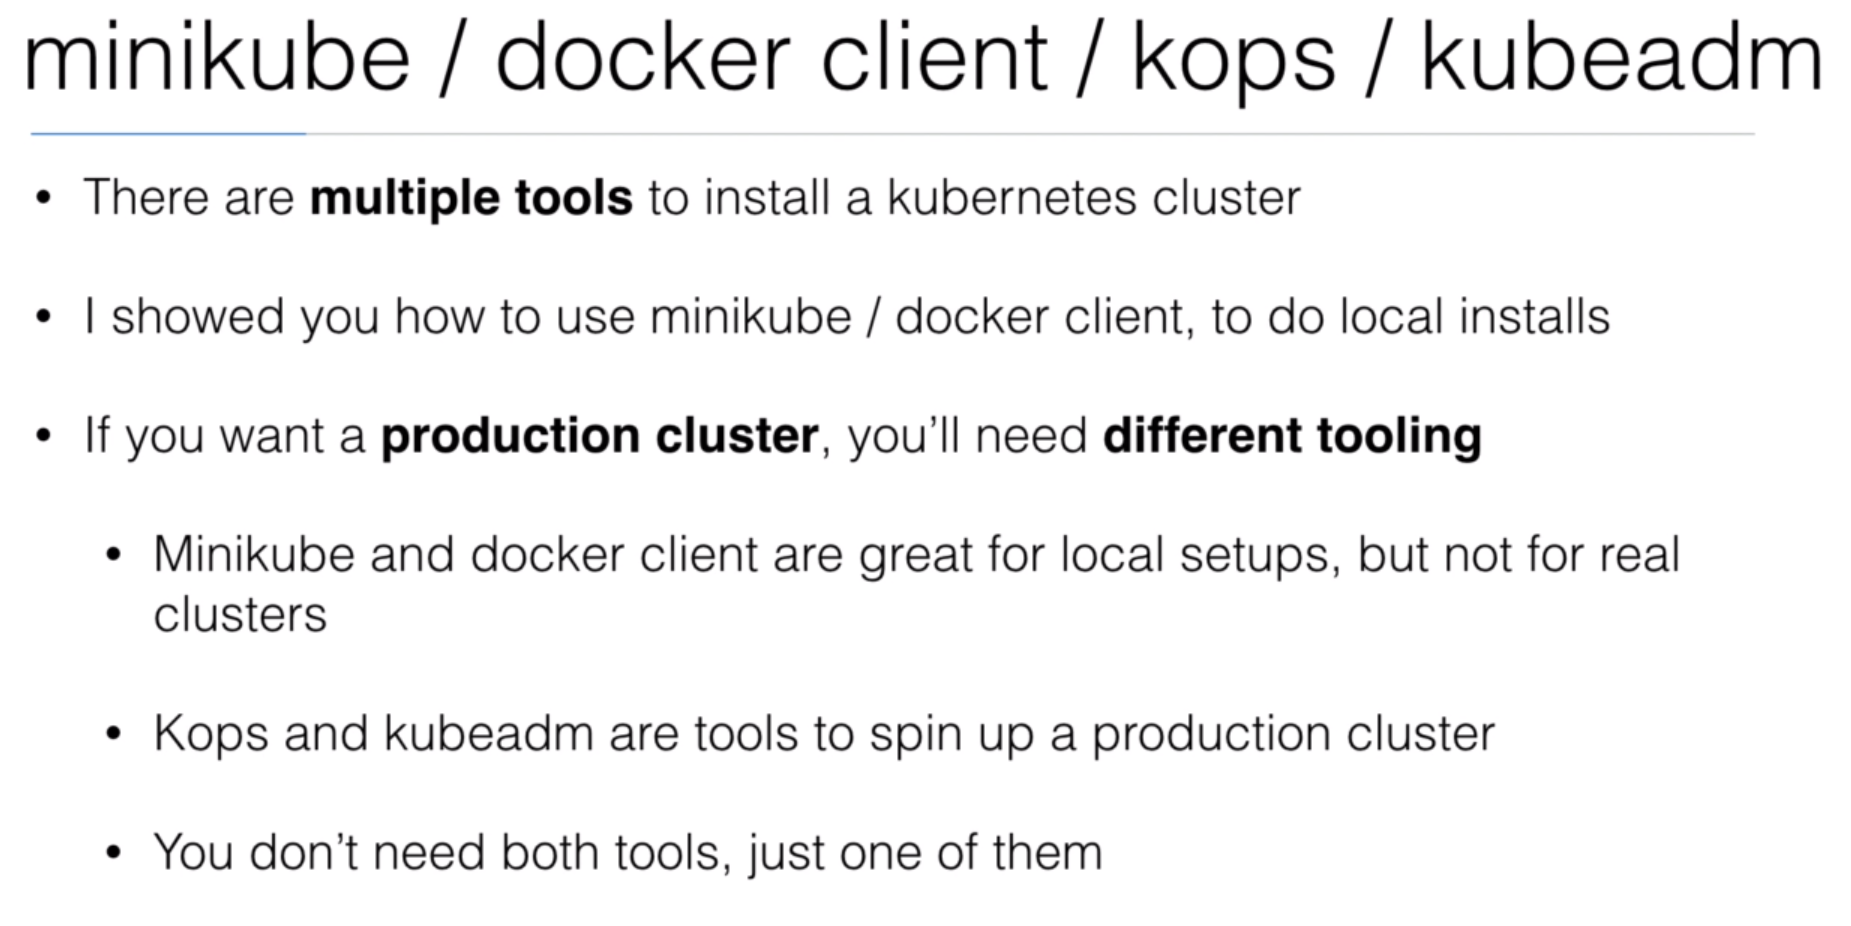 minikube / docker client / kops / kubeadm
• There are multiple tools to install a kubernetes cluster
• I showed you how to use minikube / docker client, to do local installs
• If you want a production cluster, you'll need different tooling
• Minikube and docker client are great for local setups, but not for real
clusters
• Kops and kubeadm are tools to spin up a production cluster
• You don't need both tools, just one of them